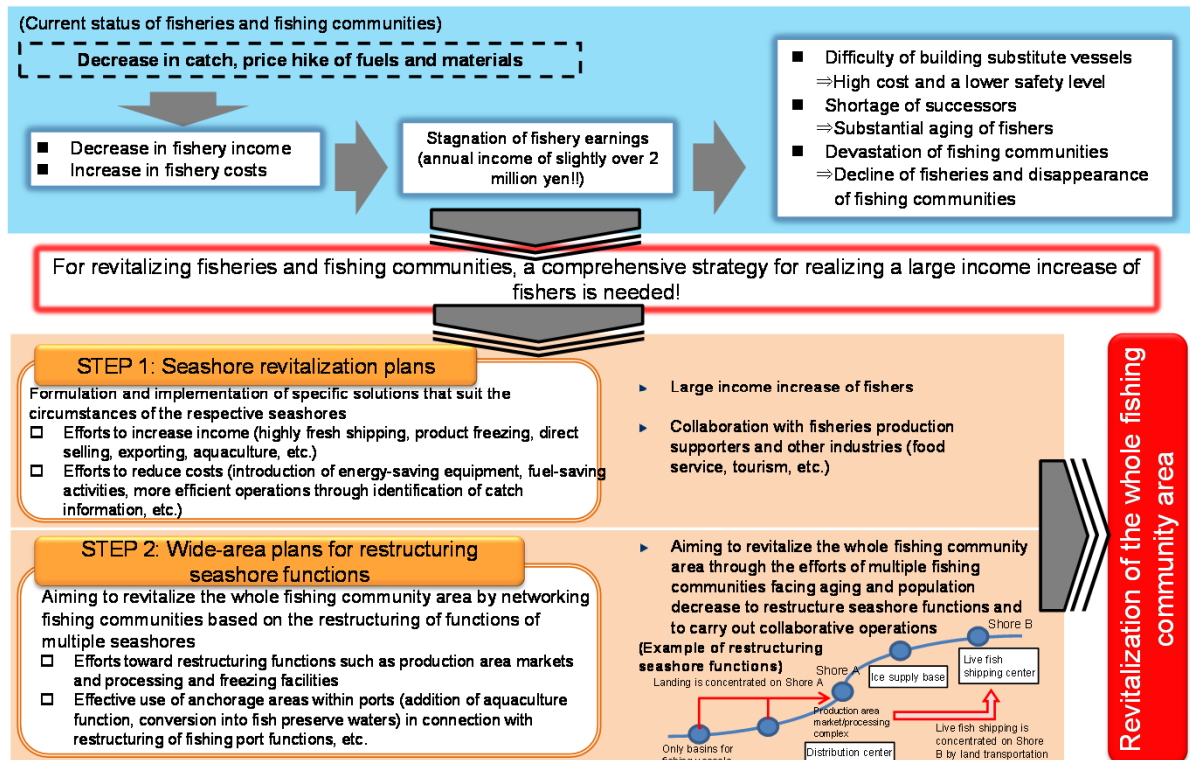 (Current status of fisheries and fishing communities)
Decrease in catch, price hike of fuels and materials
■ Decrease in fishery income
■ Increase in fishery costs
Stagnation of fishery earnings
(annual income of slightly over 2
million yen!!)
■ Difficulty of building substitute vessels
⇒High cost and a lower safety level
■ Shortage of successors
⇒Substantial aging of fishers
■ Devastation of fishing communities
⇒Decline of fisheries and disappearance
of fishing communities
For revitalizing fisheries and fishing communities, a comprehensive strategy for realizing a large income increase of
fishers is needed!
STEP 1: Seashore revitalization plans
Formulation and implementation of specific solutions that suit the
circumstances of the respective seashores
□ Efforts to increase income (highly fresh shipping, product freezing, direct
selling, exporting, aquaculture, etc.)
□ Efforts to reduce costs (introduction of energy-saving equipment, fuel-saving
activities, more efficient operations through identification of catch
information, etc.)
► Large income increase of fishers
► Collaboration with fisheries production
supporters and other industries (food
service, tourism, etc.)
STEP 2: Wide-area plans for restructuring
seashore functions
Aiming to revitalize the whole fishing community area by networking
fishing communities based on the restructuring of functions of
multiple seashores
□ Efforts toward restructuring functions such as production area markets
and processing and freezing facilities
□ Effective use of anchorage areas within ports (addition of aquaculture
function, conversion into fish preserve waters) in connection with
restructuring of fishing port functions, etc.
► Aiming to revitalize the whole fishing community
area through the efforts of multiple fishing
communities facing aging and population
decrease to restructure seashore functions and
to carry out collaborative operations
(Example of restructuring
seashore functions)
Shore B
Shore A
Landing is concentrated on Shore A
Ice supply base
Live fish
shipping center
Production area
market/processing
complex
Only basins for
fishing vessels
Distribution center
Live fish shipping is
concentrated on Shore
B by land transportation
Revitalization of the whole fishing
community area